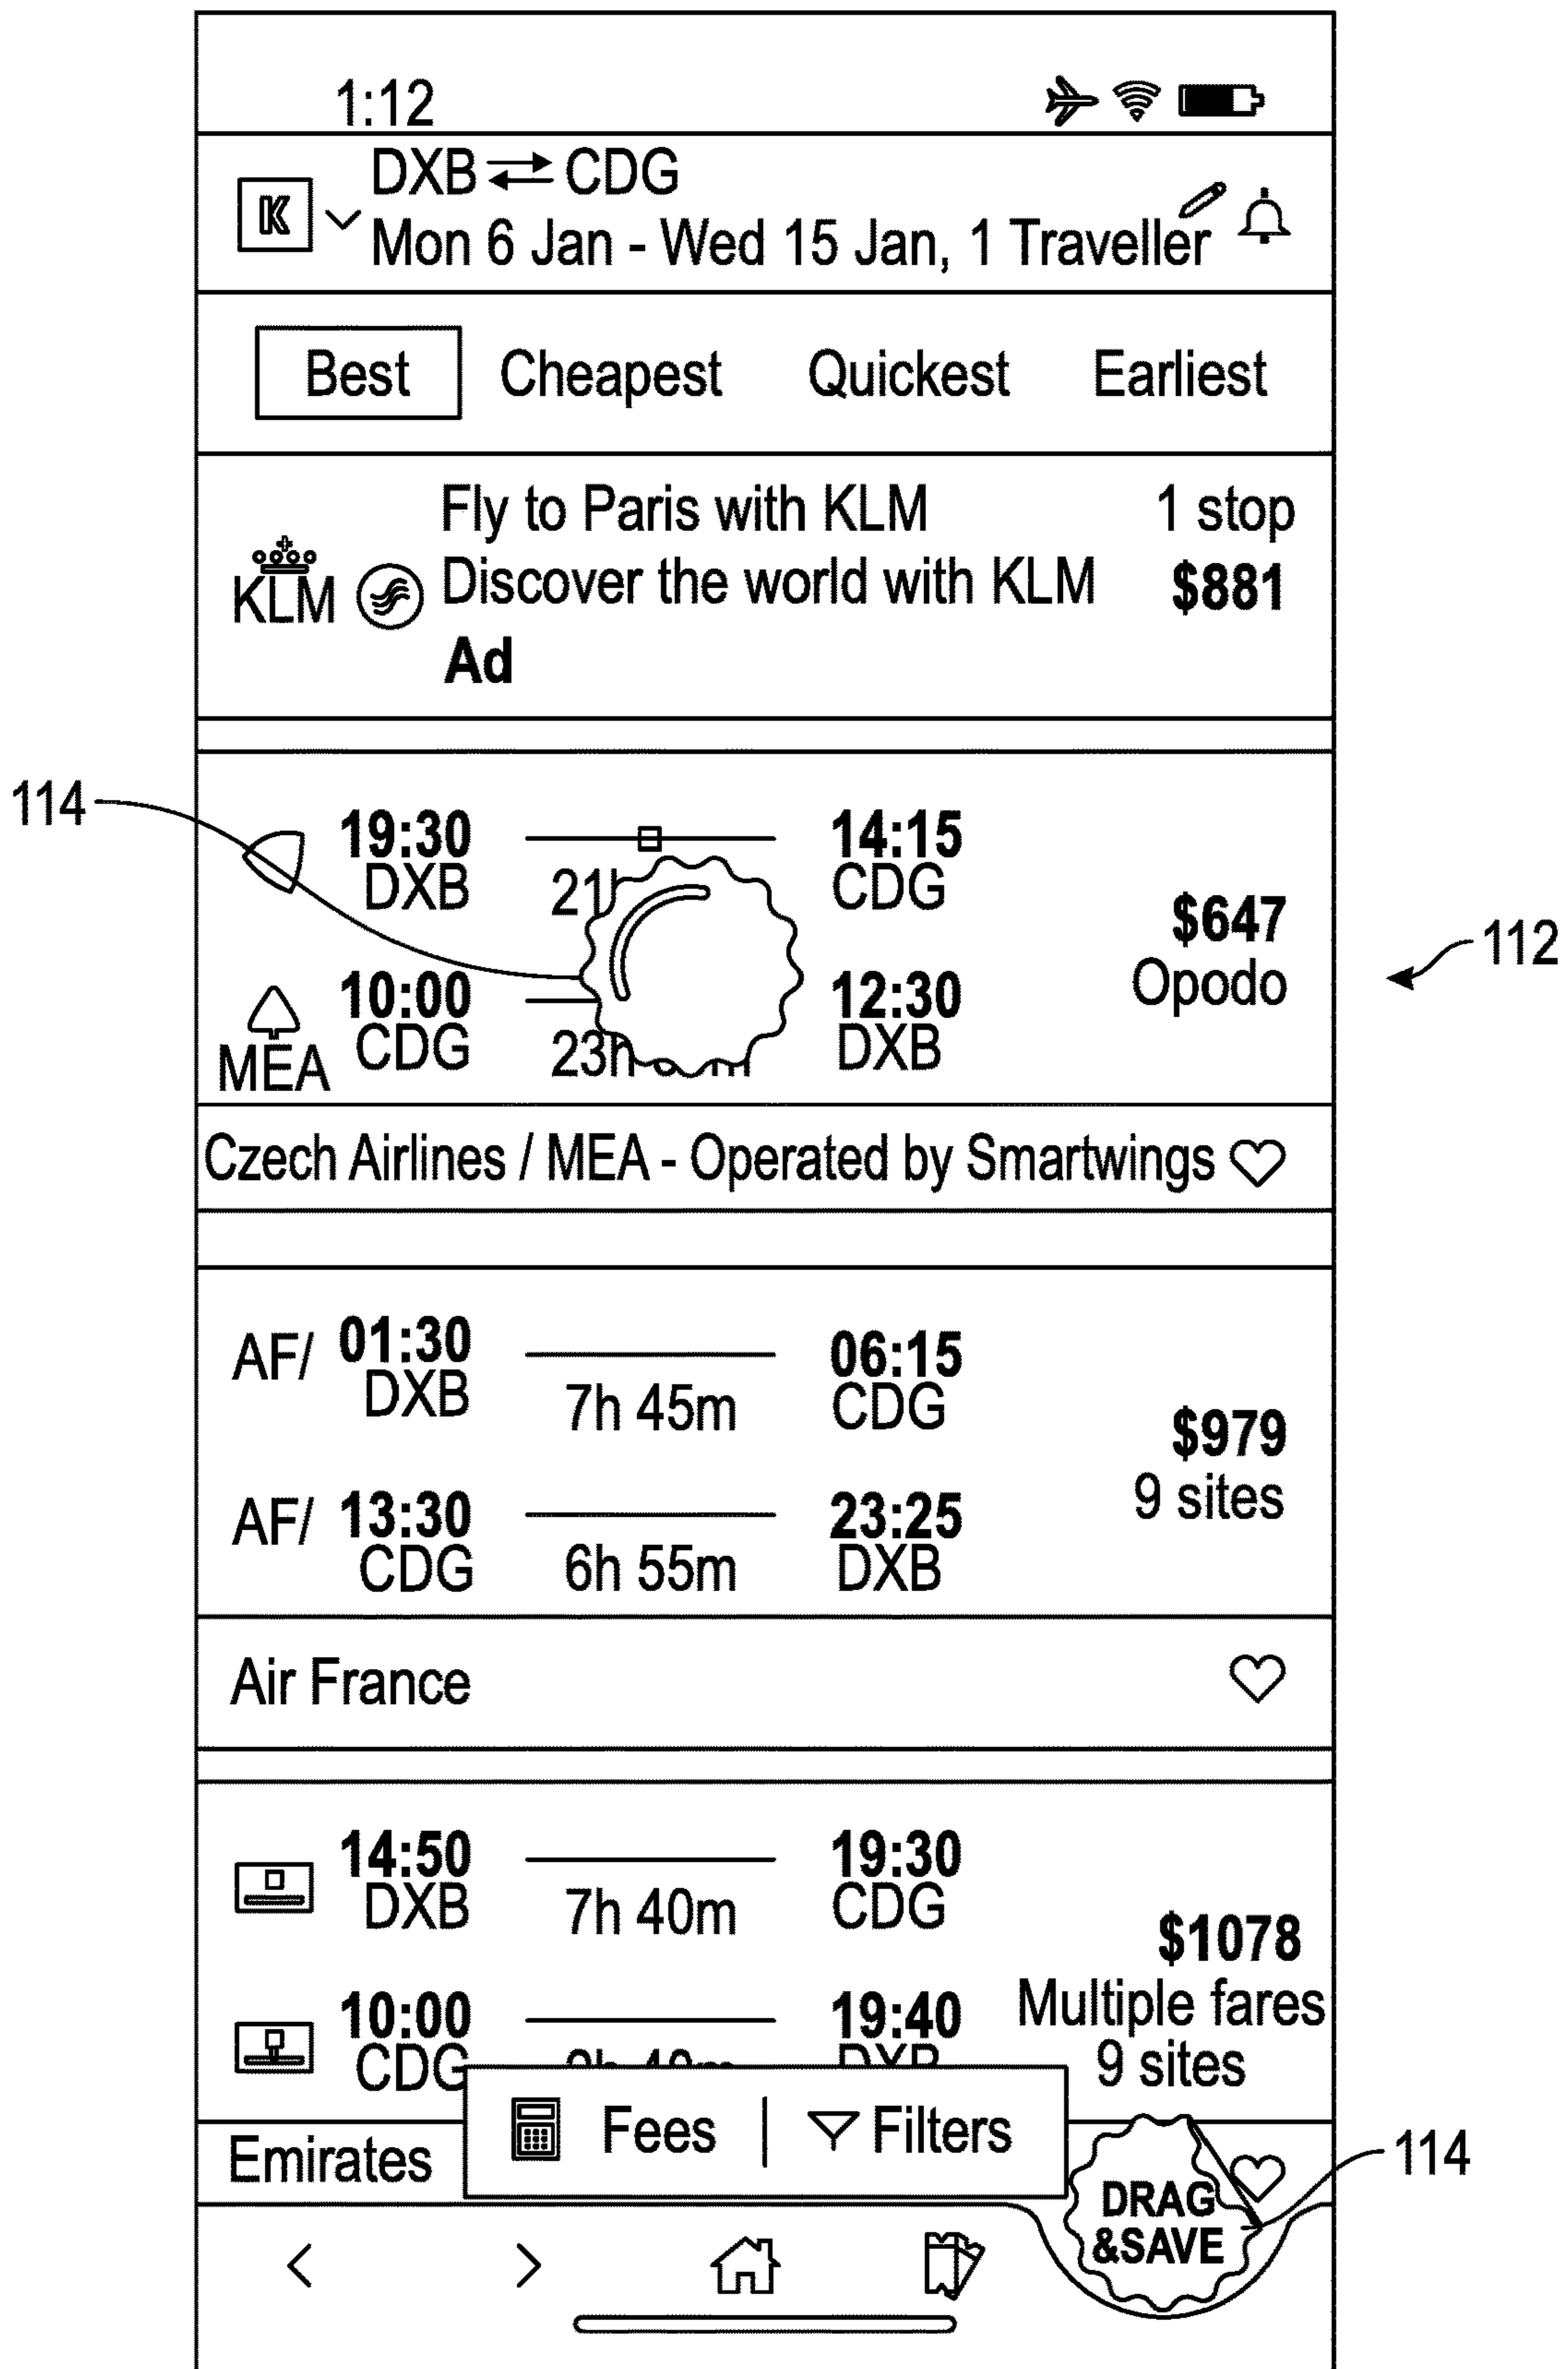 1:12
DXB CDG
K
Mon 6 Jan - Wed 15 Jan, 1 Traveller
Best Cheapest Quickest Earliest
Fly to Paris with KLM 1 stop
KLM Discover the world with KLM $881
Ad
114
19:30 14:15
DXB CDG
$647
112
10:00 12:30
Opodo
MEA CDG 23h DXB
Czech Airlines / MEA - Operated by Smartwings
AF/ 01:30 06:15
DXB 7h 45m CDG
$979
9 sites
AF/ 13:30 23:25
CDG 6h 55m DXB
Air France
14:50 19:30
DXB 7h 40m CDG
$1078
Multiple fares
10:00 19:40
CDG 9 sites
Fees | Filters
Emirates
114
DRAG
&SAVE